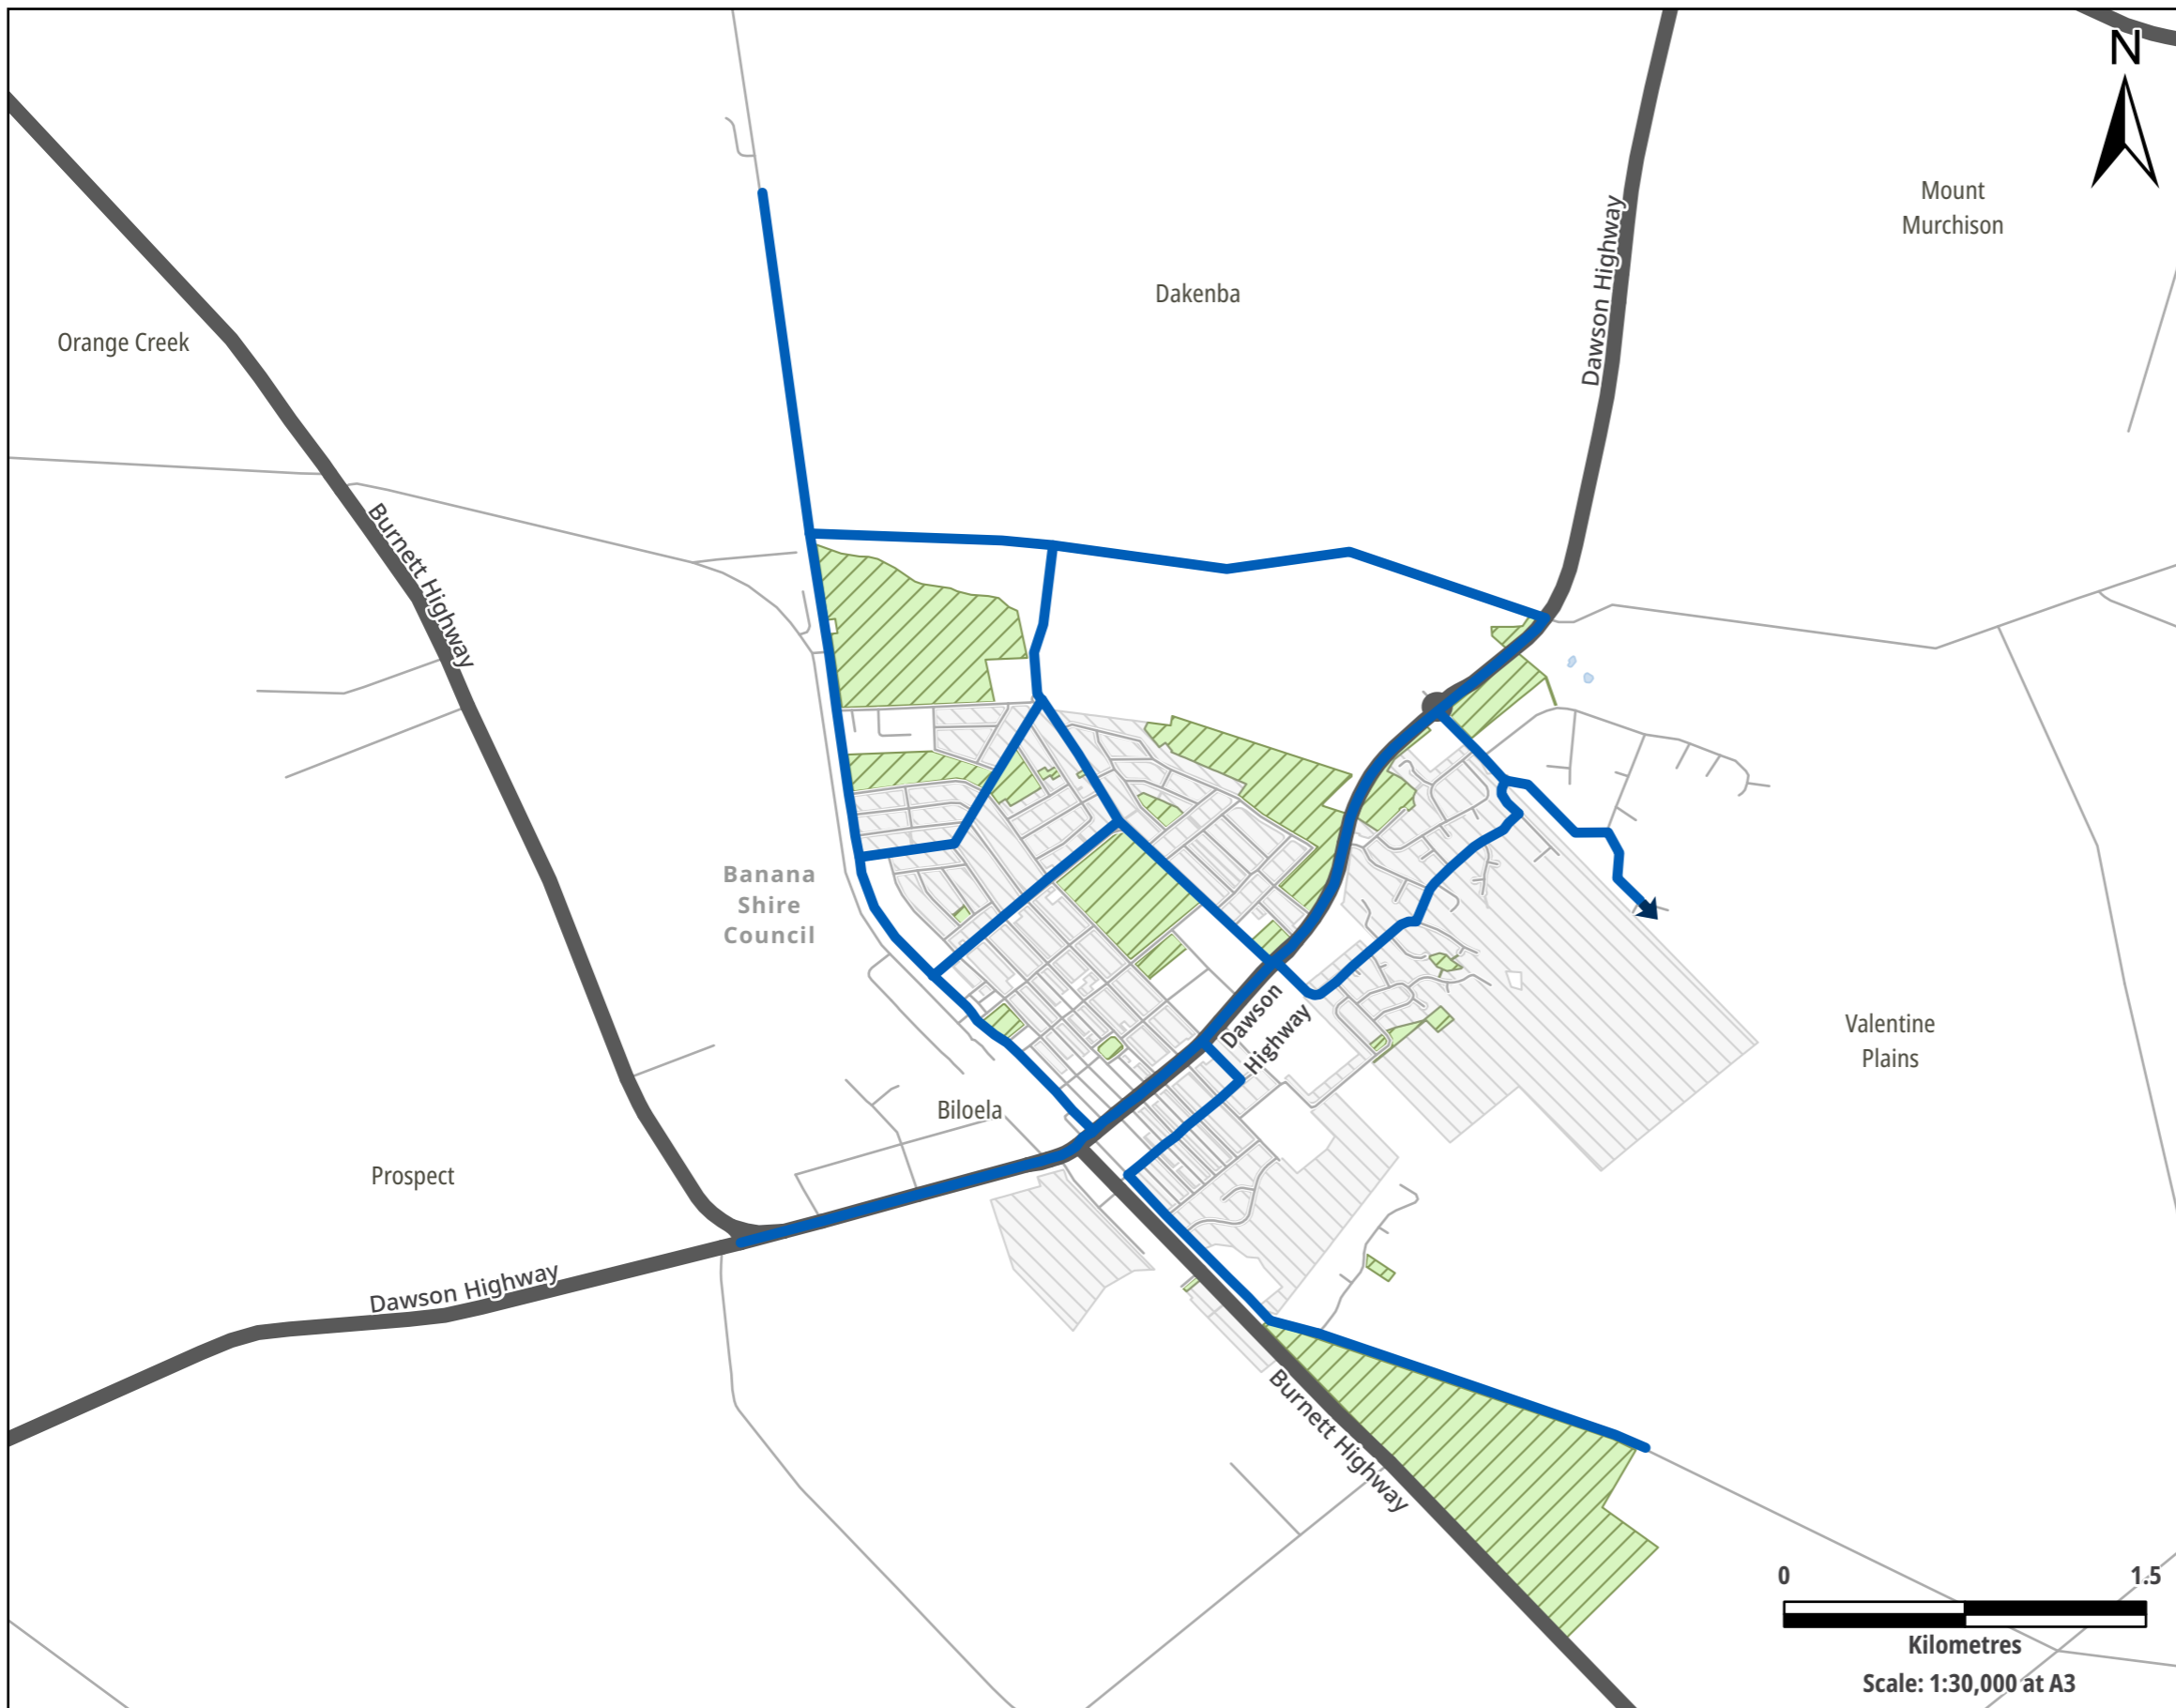 N
Mount
Murchison
Dawson Highway
Dakenba
Orange Creek
Burnett Highway
Banana
Shire
Council
Dawson
Highway
Valentine
Plains
Biloela
Prospect
Dawson Highway
Burnett Highway
0 1.5
Kilometres
Scale: 1:30,000 at A3